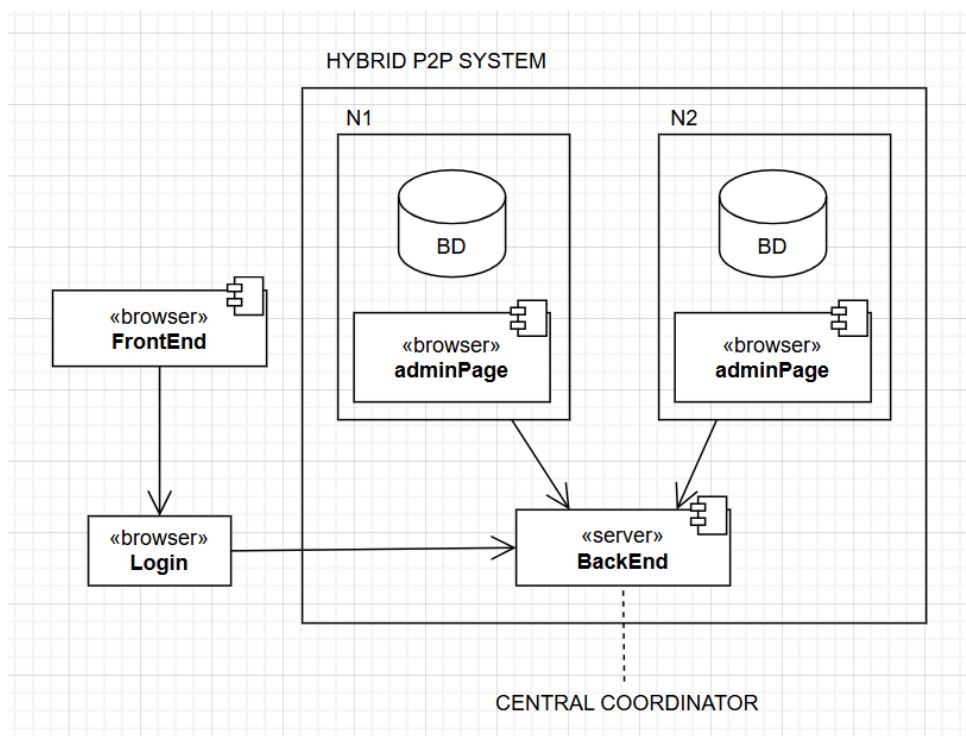 HYBRID P2P SYSTEM
N1
N2
BD
BD
«browser»
FrontEnd
«browser»
adminPage
«browser»
adminPage
«browser»
Login
«server»
BackEnd
CENTRAL COORDINATOR